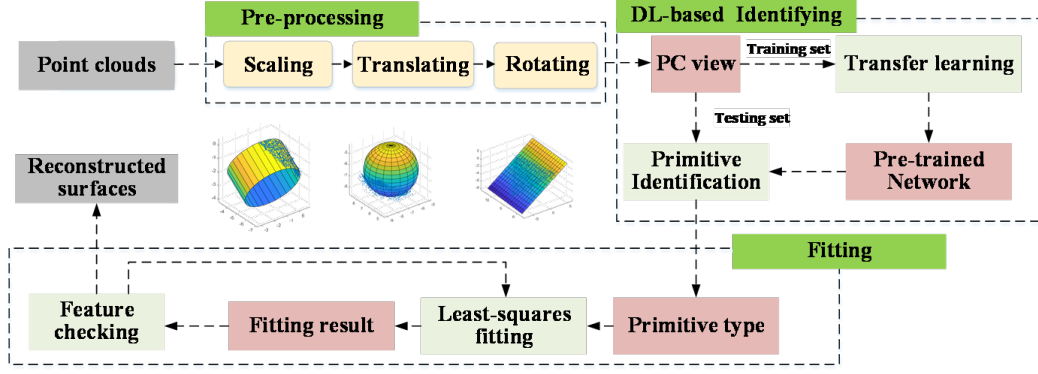 Pre-processing
DL-based Identifying
Point clouds
Scaling
Translating
Rotating
PC view
Training set
Transfer learning
Testing set
Reconstructed
surfaces
Primitive
Identification
Pre-trained
Network
Fitting
Feature
checking
Fitting result
Least-squares
fitting
Primitive type